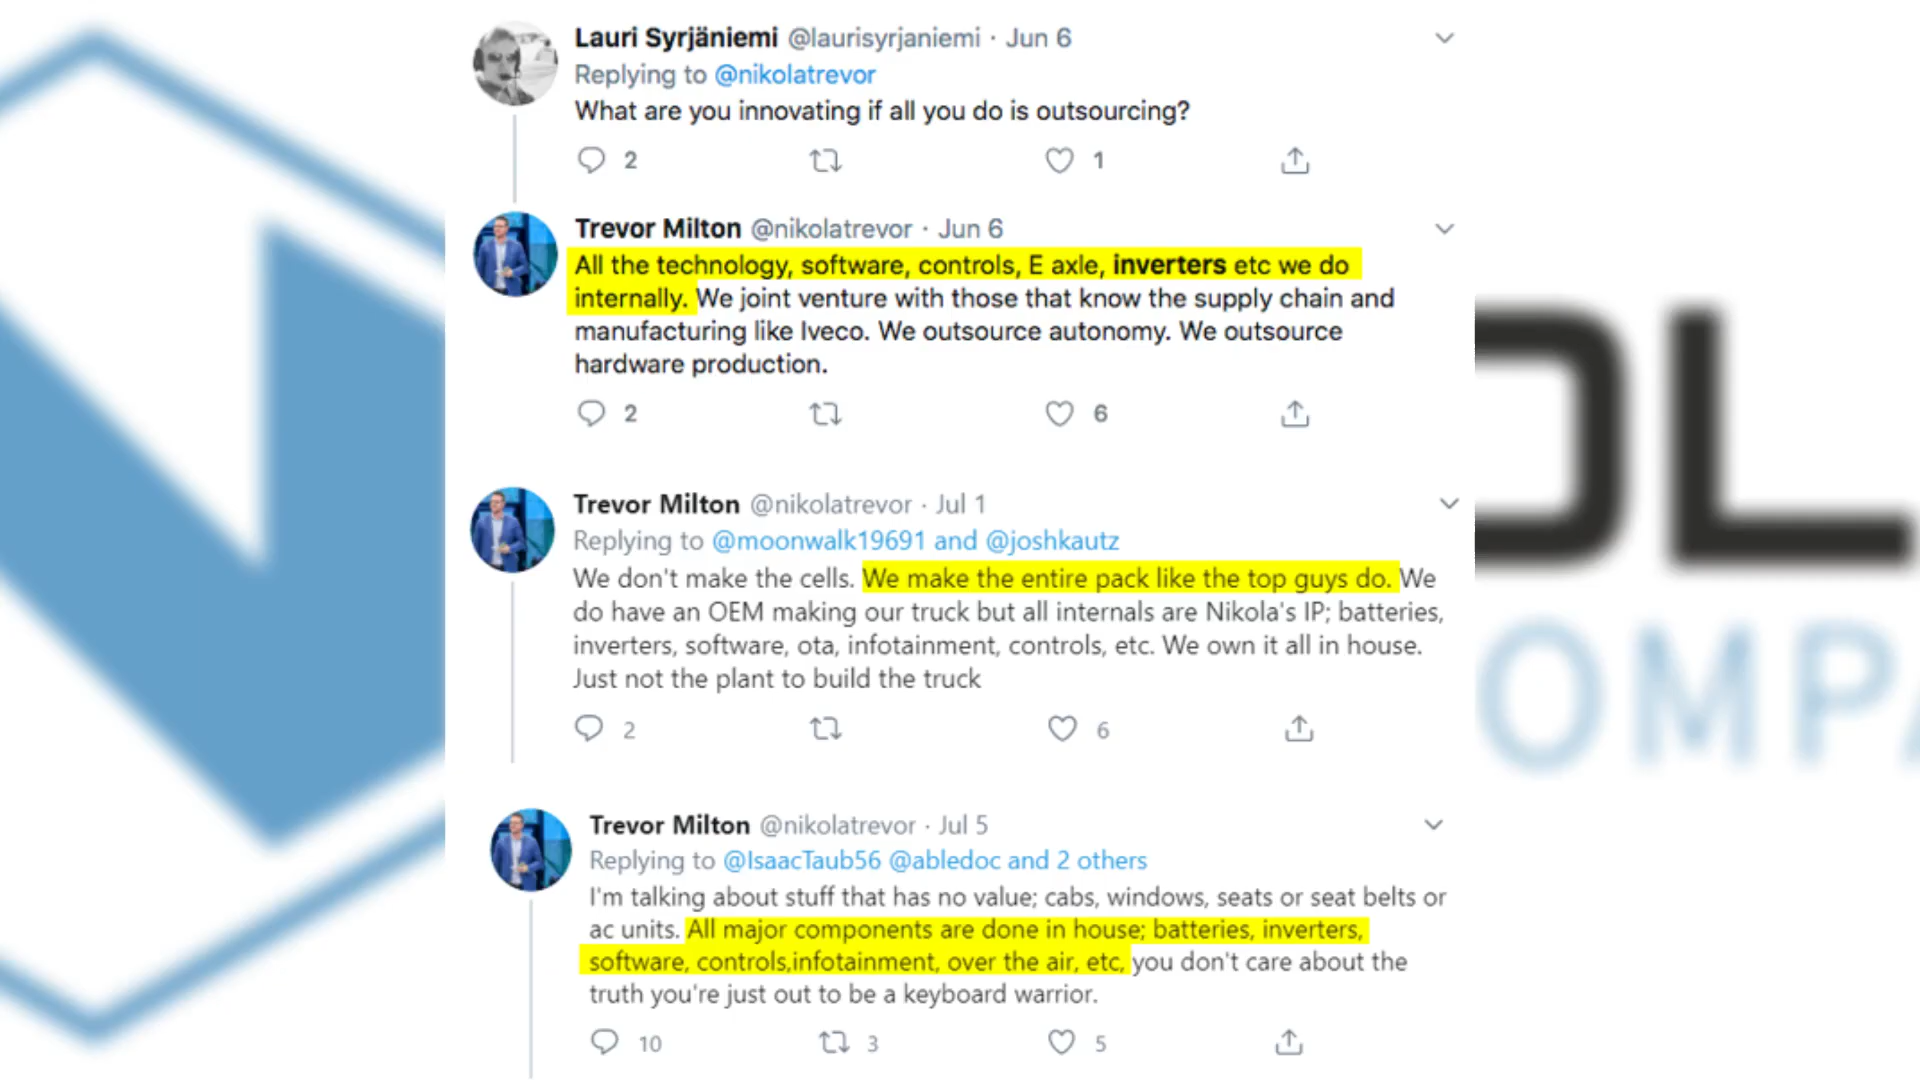 Lauri Syrjäniemi @laurisyrjaniemi · Jun 6
Replying to @nikolatrevor
What are you innovating if all you do is outsourcing?
2 1
Trevor Milton @nikolatrevor · Jun 6
All the technology, software, controls, E axle, inverters etc we do
internally. We joint venture with those that know the supply chain and
manufacturing like Iveco. We outsource autonomy. We outsource
hardware production.
2 6
Trevor Milton @nikolatrevor · Jul 1
Replying to @moonwalk19691 and @joshkautz
We don't make the cells. We make the entire pack like the top guys do. We
do have an OEM making our truck but all internals are Nikola's IP; batteries,
inverters, software, ota, infotainment, controls, etc. We own it all in house.
Just not the plant to build the truck
2 6
Trevor Milton @nikolatrevor · Jul 5
Replying to @IsaacTaub56 @abledoc and 2 others
I'm talking about stuff that has no value; cabs, windows, seats or seat belts or
ac units. All major components are done in house; batteries, inverters,
software, controls,infotainment, over the air, etc, you don't care about the
truth you're just out to be a keyboard warrior.
10 3 5
OL
OMPA